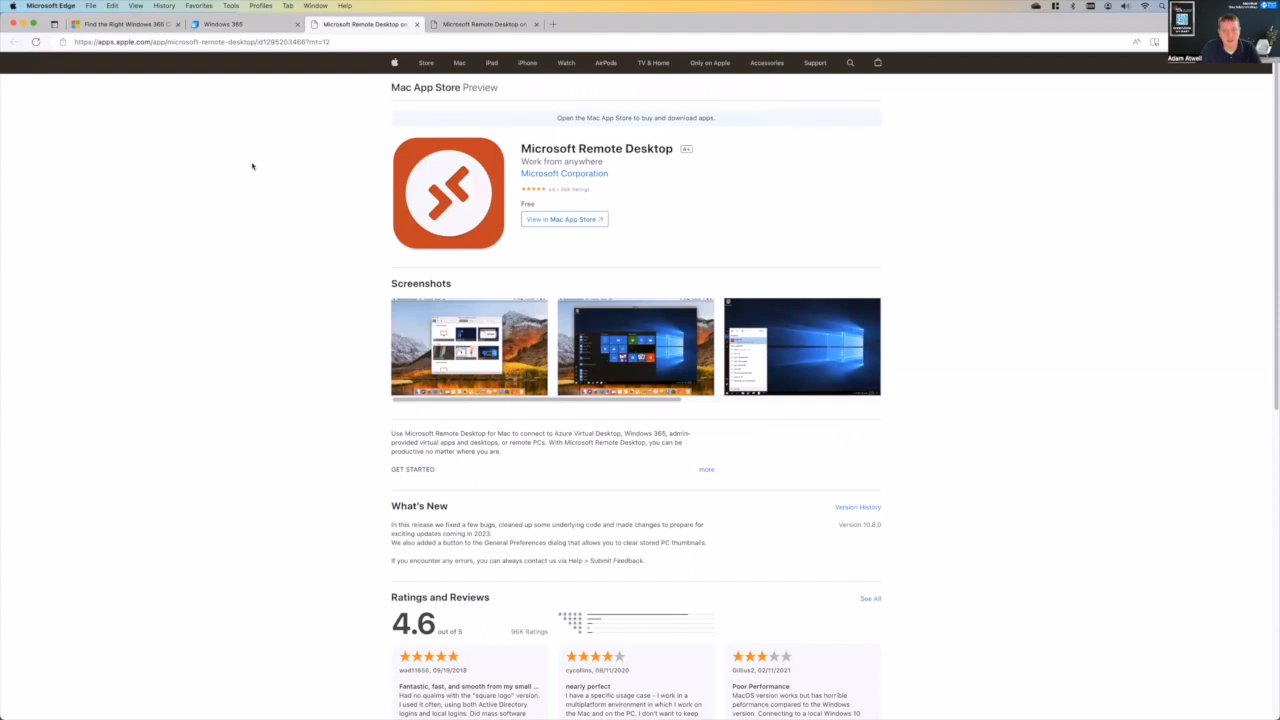 Microsoft Edge File Edit View History Favorites Tools Profiles Tab Window Help
Find the Right Windows 365 C
Windows 365
Microsoft Remote Desktop on
Microsoft Remote Desktop on
https://apps.apple.com/app/microsoft-remote-desktop/id1295203466?mt=12
Adam Atwell
Store Mac iPad iPhone Watch AirPods TV & Home Only on Apple Accessories Support
Mac App Store Preview
Open the Mac App Store to buy and download apps.
Microsoft Remote Desktop 4+
Work from anywhere
Microsoft Corporation
4.6 • 96K Ratings
Free
View in Mac App Store ↗
Screenshots
Use Microsoft Remote Desktop for Mac to connect to Azure Virtual Desktop, Windows 365, admin-
provided virtual apps and desktops, or remote PCs. With Microsoft Remote Desktop, you can be
productive no matter where you are.
GET STARTED
more
What's New
Version History
In this release we fixed a few bugs, cleaned up some underlying code and made changes to prepare for
exciting updates coming in 2023.
We also added a button to the General Preferences dialog that allows you to clear stored PC thumbnails.
Version 10.8.0
If you encounter any errors, you can always contact us via Help > Submit Feedback.
Ratings and Reviews
See All
4.6 out of 5
96K Ratings
wad11656, 09/19/2018
Fantastic, fast, and smooth from my small ...
Had no qualms with the "square logo" version.
I used it often, using both Active Directory
logins and local logins. Did mass software
cycollins, 08/11/2020
nearly perfect
I have a specific usage case - I work in a
multiplatform environment in which I work on
the Mac and on the PC. I don't want to keep
Gillius2, 02/11/2021
Poor Performance
MacOS version works but has horrible
peformance compared to the Windows
version. Connecting to a local Windows 10